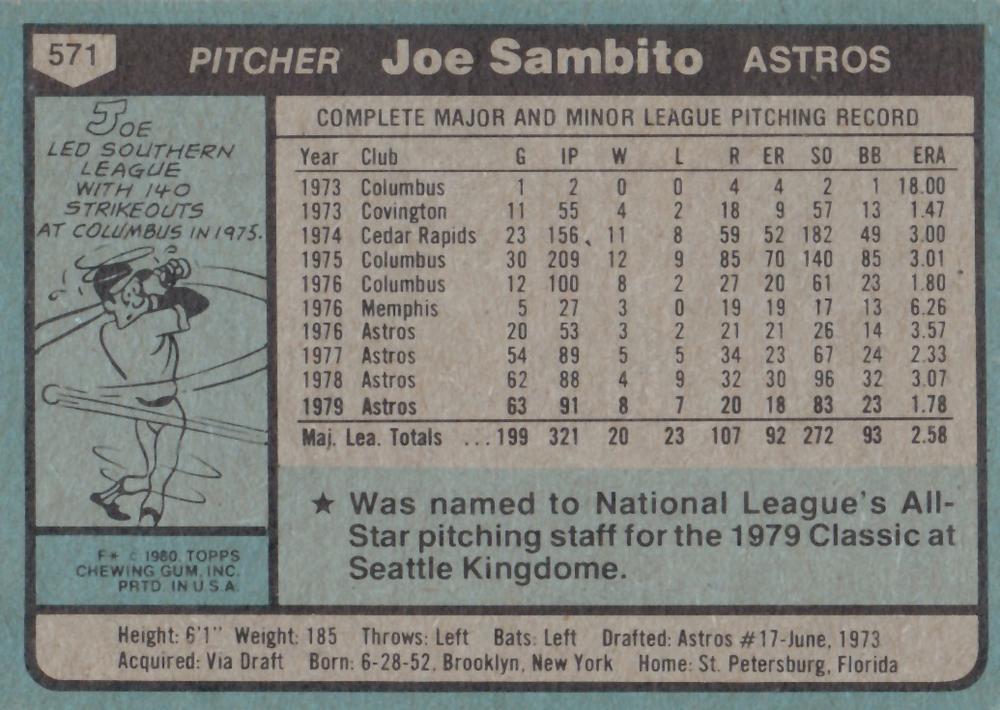 571 PITCHER Joe Sambito ASTROS
JOE
LED SOUTHERN
LEAGUE
WITH 140
STRIKEOUTS
AT COLUMBUS IN 1975.
F* © 1980 TOPPS
CHEWING GUM, INC.
PRTD. IN U.S.A.
COMPLETE MAJOR AND MINOR LEAGUE PITCHING RECORD
Year Club G IP W L R ER SO BB ERA
1973 Columbus 1 2 0 0 4 4 2 1 18.00
1973 Covington 11 55 4 2 18 9 57 13 1.47
1974 Cedar Rapids 23 156 11 8 59 52 182 49 3.00
1975 Columbus 30 209 12 9 85 70 140 85 3.01
1976 Columbus 12 100 8 2 27 20 61 23 1.80
1976 Memphis 5 27 3 0 19 19 17 13 6.26
1976 Astros 20 53 3 2 21 21 26 14 3.57
1977 Astros 54 89 5 5 34 23 67 24 2.33
1978 Astros 62 88 4 9 32 30 96 32 3.07
1979 Astros 63 91 8 7 20 18 83 23 1.78
Maj. Lea. Totals ... 199 321 20 23 107 92 272 93 2.58
★ Was named to National League's All-
Star pitching staff for the 1979 Classic at
Seattle Kingdome.
Height: 6'1" Weight: 185 Throws: Left Bats: Left Drafted: Astros #17-June, 1973
Acquired: Via Draft Born: 6-28-52, Brooklyn, New York Home: St. Petersburg, Florida